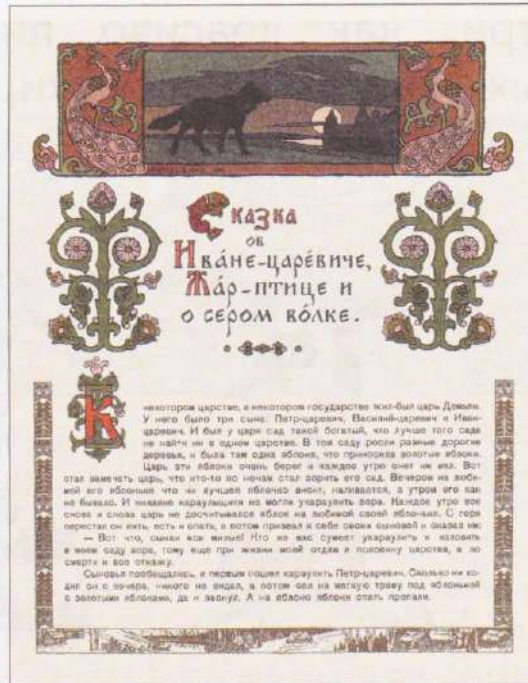 Сказка
об
Ива́не-царе́виче,
Жа́р-птице и
о сером во́лке.
К
некотором царстве, в некотором государстве жил-был царь Демьян.
У него было три сына: Петр-царевич, Василий-царевич и Иван-
царевич. И был у царя сад такой богатый, что лучше того сада
не найти ни в одном царстве. В том саду росли разные дорогие
деревья, и была там одна яблоня, что приносила золотые яблоки.
Царь эти яблоки очень берег и каждое утро счет им вел. Вот
стал замечать царь, что кто-то по ночам стал зорить его сад. Вечером на люби-
мой его яблоньке что ни лучшее яблочко висит, наливается, а утром его как
не бывало. И никакие караульщики не могли укараулить вора. Каждое утро все
снова и снова царь не досчитывался яблок на любимой своей яблоньке. С горя
перестал он пить, есть и спать, а потом призвал к себе своих сыновей и сказал им:
— Вот что, сынки мои милые! Кто из вас сумеет укараулить и изловить
в моем саду вора, тому еще при жизни моей отдам я половину царства, а по
смерти и все откажу.
Сыновья пообещались, и первым пошел караулить Петр-царевич. Сколько ни хо-
дил он с вечера, никого не видал, а потом сел на мягкую траву под яблонькой
с золотыми яблоками, да и заснул. А на яблоне яблоки опять пропали.